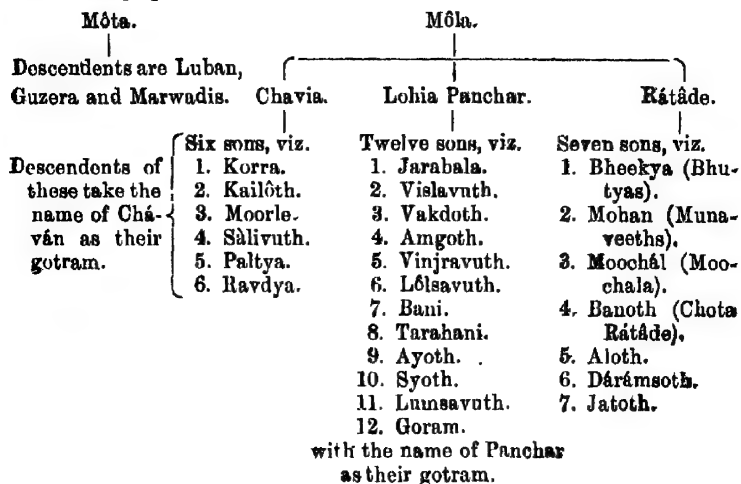 Môta. Môla.
Descendents are Luban,
Guzera and Marwadis. Chavia. Lohia Panchar. Rátâde.
Six sons, viz. Twelve sons, viz. Seven sons, viz.
Descendents of 1. Korra. 1. Jarabala. 1. Bheekya (Bhu-
these take the 2. Kailôth. 2. Vislavnth. tyas).
name of Chá- 3. Moorle. 3. Vakdoth. 2. Mohan (Muna-
ván as their 4. Sàlivuth. 4. Amgoth. veeths).
gotram. 5. Paltya. 5. Vinjravuth. 3. Moochál (Moo-
6. Ravdya. 6. Lôlsavuth. chala).
7. Bani. 4. Banoth (Chota
8. Tarahani. Rátâde).
9. Ayoth. 5. Aloth.
10. Syoth. 6. Dárámsoth.
11. Lumsavuth. 7. Jatoth.
12. Goram.
with the name of Panchar
as their gotram.